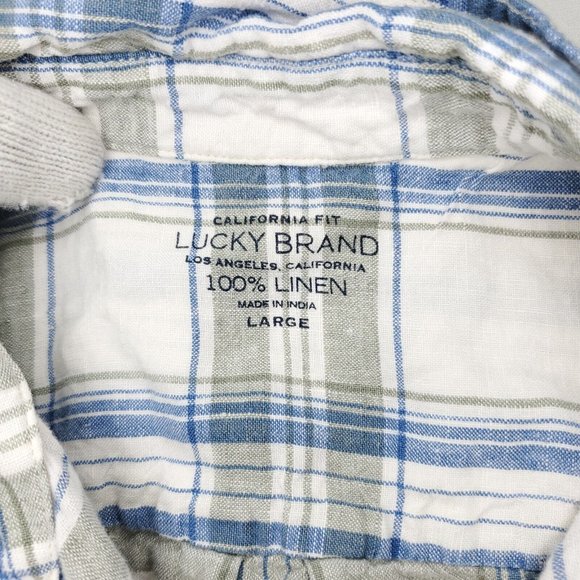 CALIFORNIA FIT
LUCKY BRAND
LOS ANGELES, CALIFORNIA
100% LINEN
MADE IN INDIA
LARGE